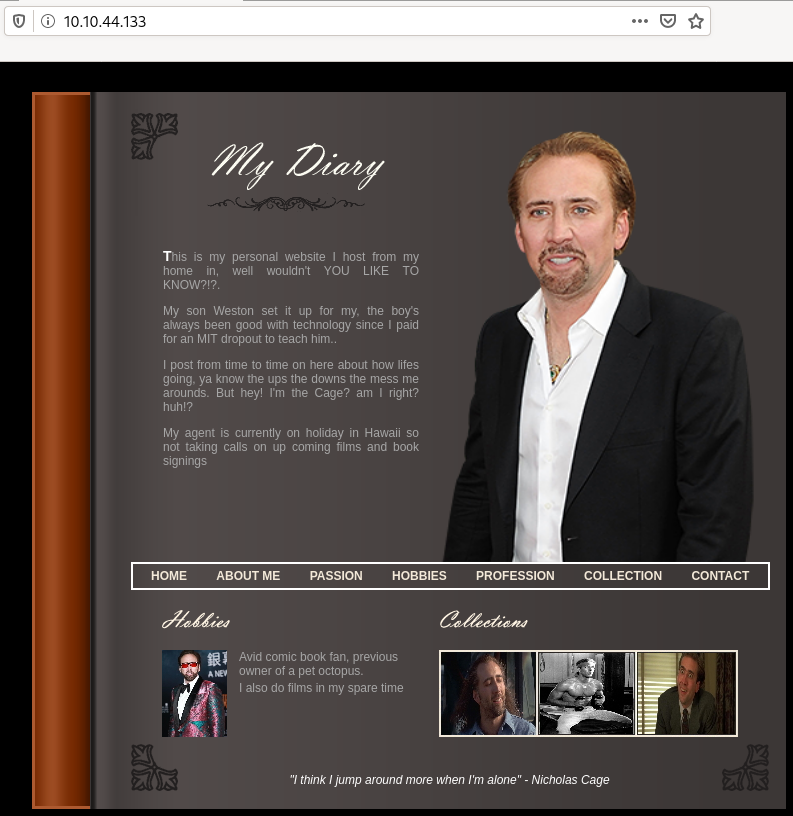 10.10.44.133
My Diary
This is my personal website I host from my
home in, well wouldn't YOU LIKE TO
KNOW?!?.
My son Weston set it up for my, the boy's
always been good with technology since I paid
for an MIT dropout to teach him..
I post from time to time on here about how lifes
going, ya know the ups the downs the mess me
arounds. But hey! I'm the Cage? am I right?
huh!?
My agent is currently on holiday in Hawaii so
not taking calls on up coming films and book
signings
HOME ABOUT ME PASSION HOBBIES PROFESSION COLLECTION CONTACT
Hobbies
Collections
Avid comic book fan, previous
owner of a pet octopus.
I also do films in my spare time
銀
A NEW
"I think I jump around more when I'm alone" - Nicholas Cage